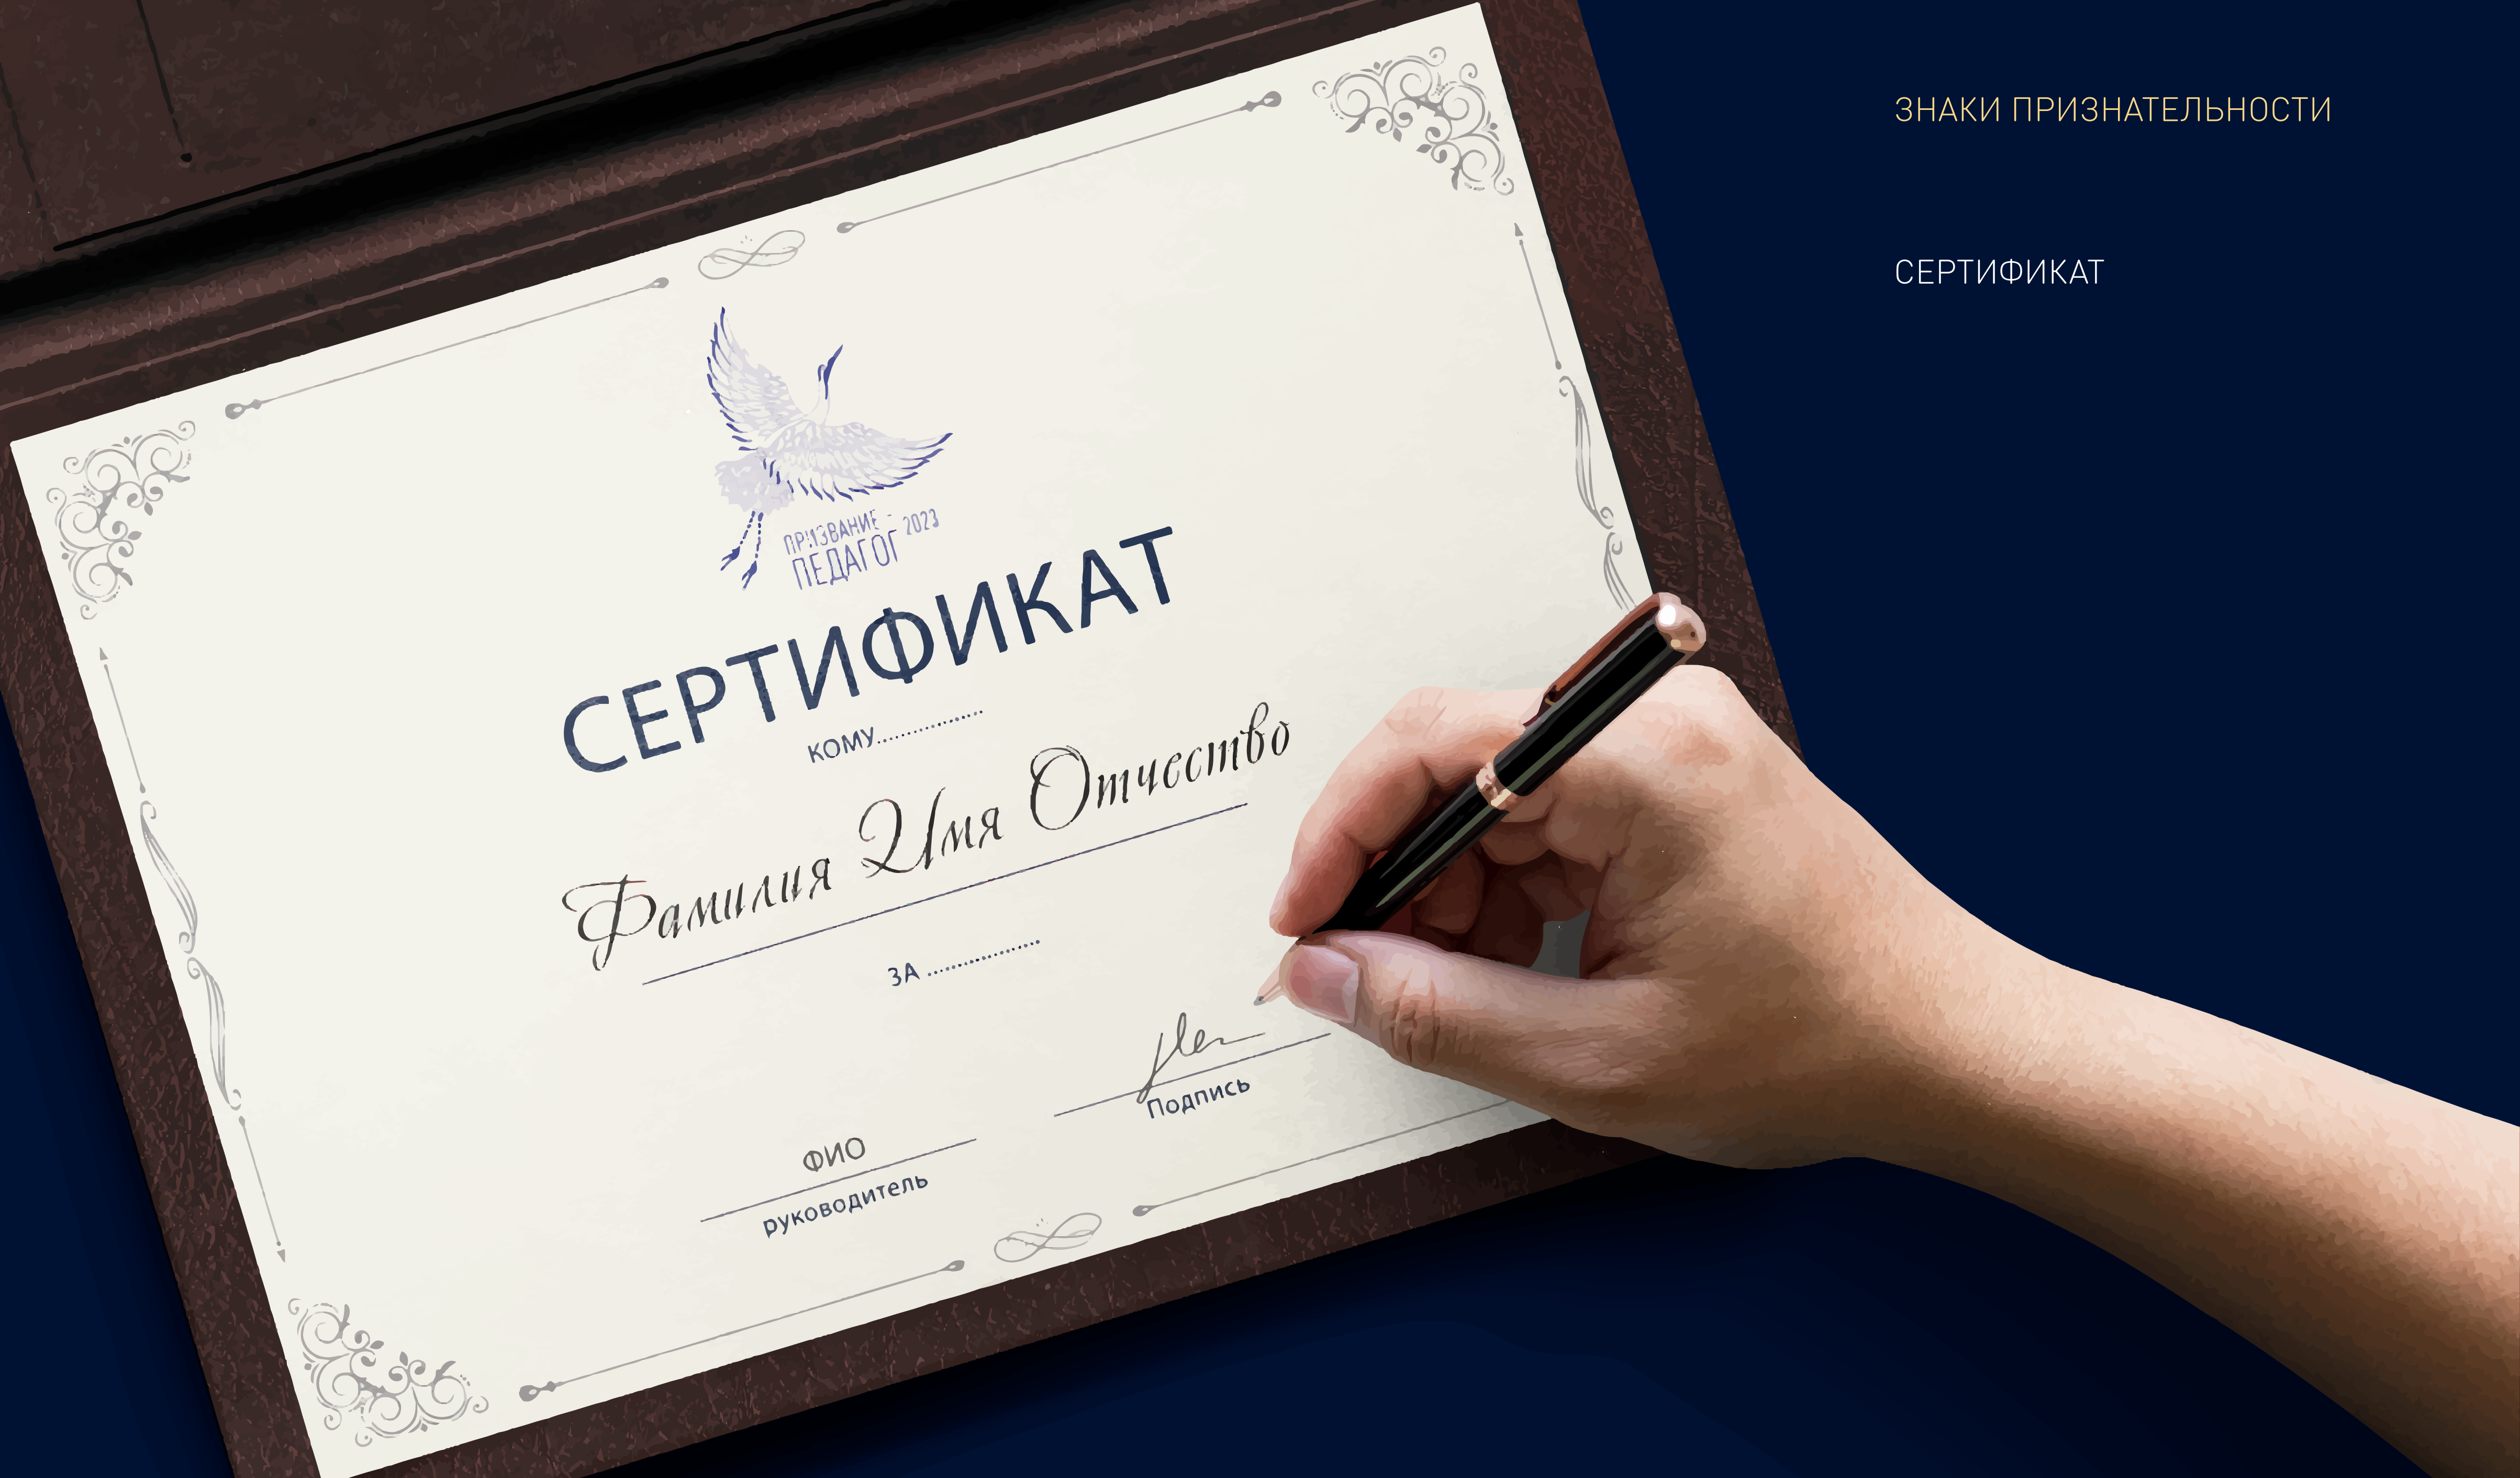 ЗНАКИ ПРИЗНАТЕЛЬНОСТИ
СЕРТИФИКАТ
ПРИЗВАНИЕ -
ПЕДАГОГ 2023
СЕРТИФИКАТ
КОМУ..................
Фамилия Имя Отчество
ЗА ..................
Подпись
ФИО
руководитель